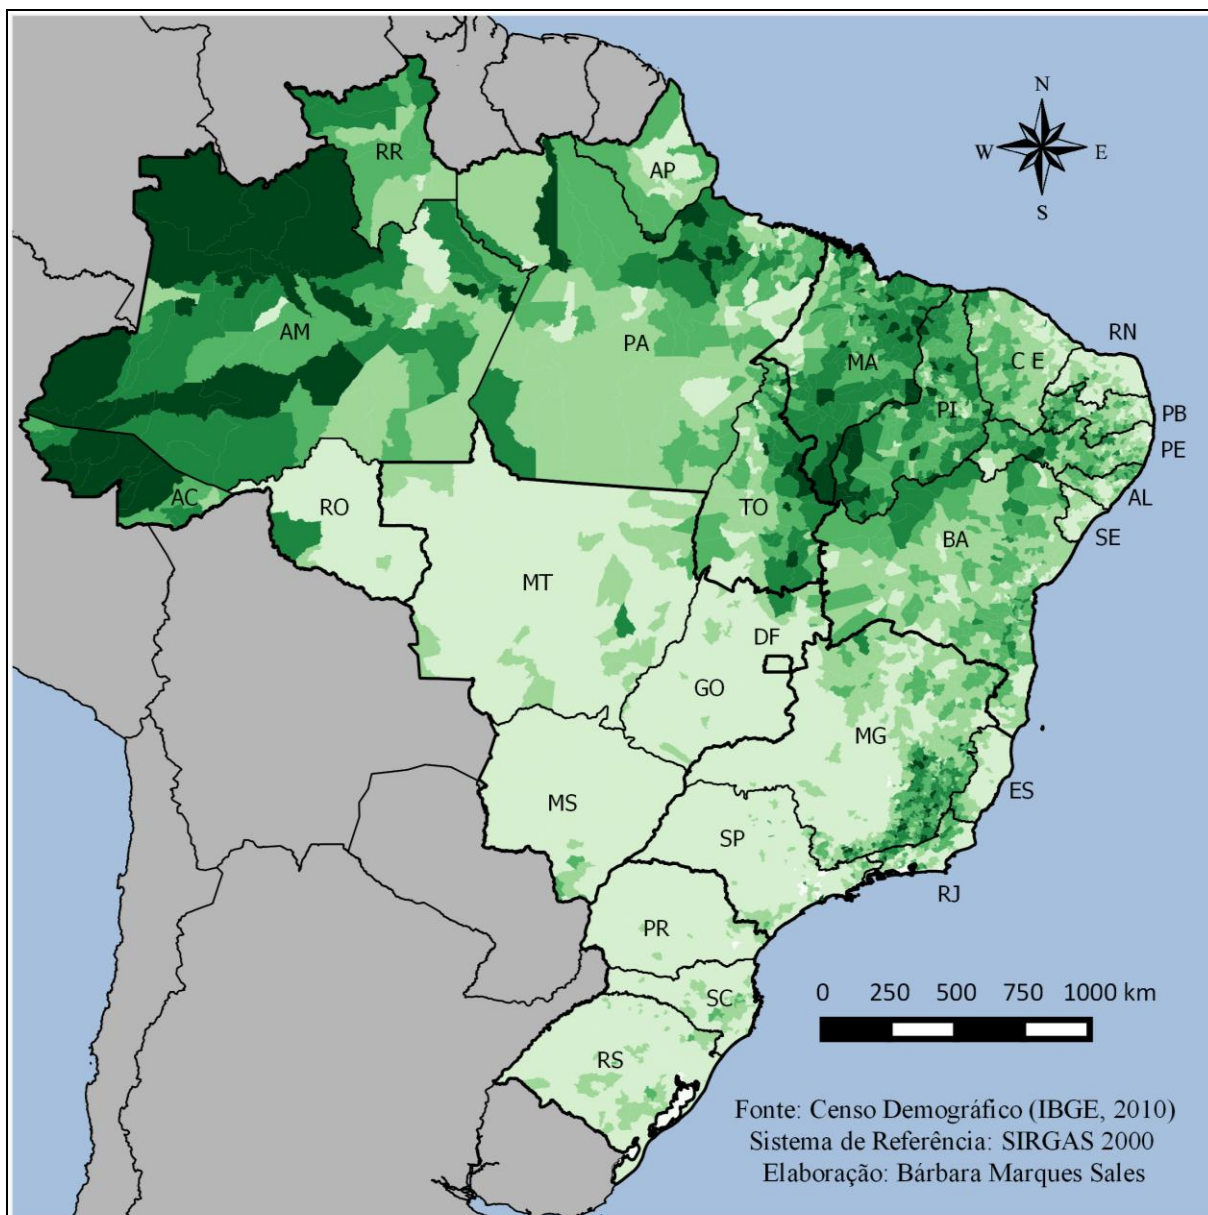 N
W E
S
RR
AP
AM
PA
MA
C E
RN
PB
PE
AL
SE
PI
AC
RO
TO
BA
MT
DF
GO
MG
ES
MS
SP
RJ
PR
SC
RS
0 250 500 750 1000 km
Fonte: Censo Demográfico (IBGE, 2010)
Sistema de Referência: SIRGAS 2000
Elaboração: Bárbara Marques Sales